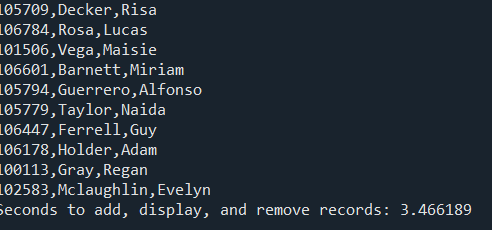 105709,Decker,Risa
106784,Rosa,Lucas
101506,Vega,Maisie
106601,Barnett,Miriam
105794,Guerrero,Alfonso
105779,Taylor,Naida
106447,Ferrell,Guy
106178,Holder,Adam
100113,Gray,Regan
102583,Mclaughlin,Evelyn
Seconds to add, display, and remove records: 3.466189